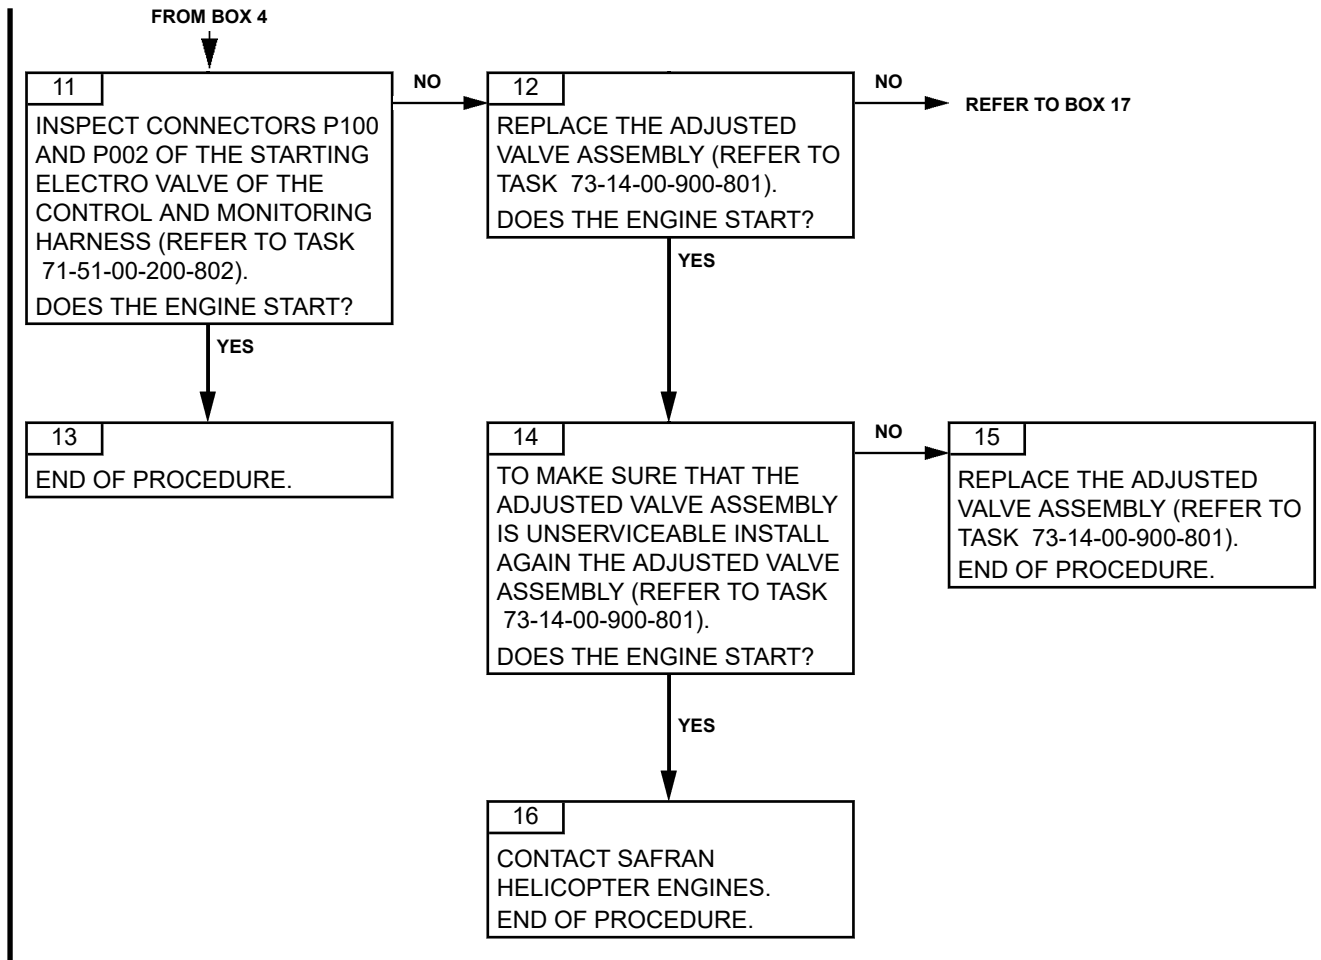 FROM BOX 4
11
INSPECT CONNECTORS P100
AND P002 OF THE STARTING
ELECTRO VALVE OF THE
CONTROL AND MONITORING
HARNESS (REFER TO TASK
71-51-00-200-802).
DOES THE ENGINE START?
NO
12
REPLACE THE ADJUSTED
VALVE ASSEMBLY (REFER TO
TASK 73-14-00-900-801).
DOES THE ENGINE START?
NO
REFER TO BOX 17
YES
YES
13
END OF PROCEDURE.
14
TO MAKE SURE THAT THE
ADJUSTED VALVE ASSEMBLY
IS UNSERVICEABLE INSTALL
AGAIN THE ADJUSTED VALVE
ASSEMBLY (REFER TO TASK
73-14-00-900-801).
DOES THE ENGINE START?
NO
15
REPLACE THE ADJUSTED
VALVE ASSEMBLY (REFER TO
TASK 73-14-00-900-801).
END OF PROCEDURE.
YES
16
CONTACT SAFRAN
HELICOPTER ENGINES.
END OF PROCEDURE.